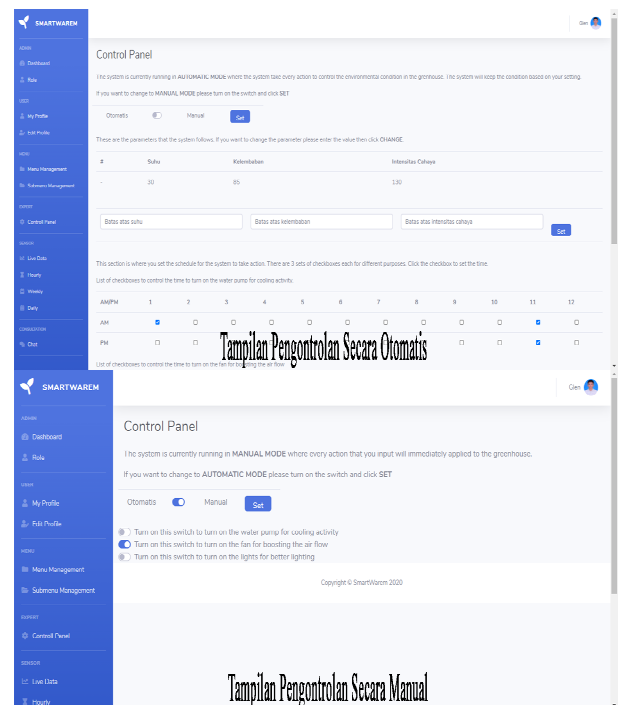 SMARTWAREM
Glen
ADMIN
Dashboard
Role
USER
My Profile
Edit Profile
MENU
Menu Management
Submenu Management
EXPERT
Controll Panel
SENSOR
Live Data
Hourly
Weekly
Daily
CONSULTATION
Chat
Control Panel
The system is currently running in AUTOMATIC MODE where the system take every action to control the environmental condition in the grenhouse. The system will keep the condition based on your setting.
If you want to change to MANUAL MODE please turn on the switch and click SET
Otomatis Manual Set
These are the parameters that the system follows. If you want to change the parameter please enter the value then click CHANGE.
# Suhu Kelembaban Intensitas Cahaya
- 30 85 130
Batas atas suhu Batas atas kelembaban Batas atas intensitas cahaya Set
This section is where you set the schedule for the system to take action. There are 3 sets of checkboxes each for different purposes. Click the checkbox to set the time.
List of checkboxes to control the time to turn on the water pump for cooling activity.
AM/PM 1 2 3 4 5 6 7 8 9 10 11 12
AM
PM
Tampilan Pengontrolan Secara Otomatis
List of checkboxes to control the time to turn on the fan for boosting the air flow
SMARTWAREM
Glen
ADMIN
Dashboard
Role
USER
My Profile
Edit Profile
MENU
Menu Management
Submenu Management
EXPERT
Controll Panel
SENSOR
Live Data
Hourly
Control Panel
The system is currently running in MANUAL MODE where every action that you input will immediately applied to the greenhouse.
If you want to change to AUTOMATIC MODE please turn on the switch and click SET
Otomatis Manual Set
Turn on this switch to turn on the water pump for cooling activity
Turn on this switch to turn on the fan for boosting the air flow
Turn on this switch to turn on the lights for better lighting
Copyright © SmartWarem 2020
Tampilan Pengontrolan Secara Manual